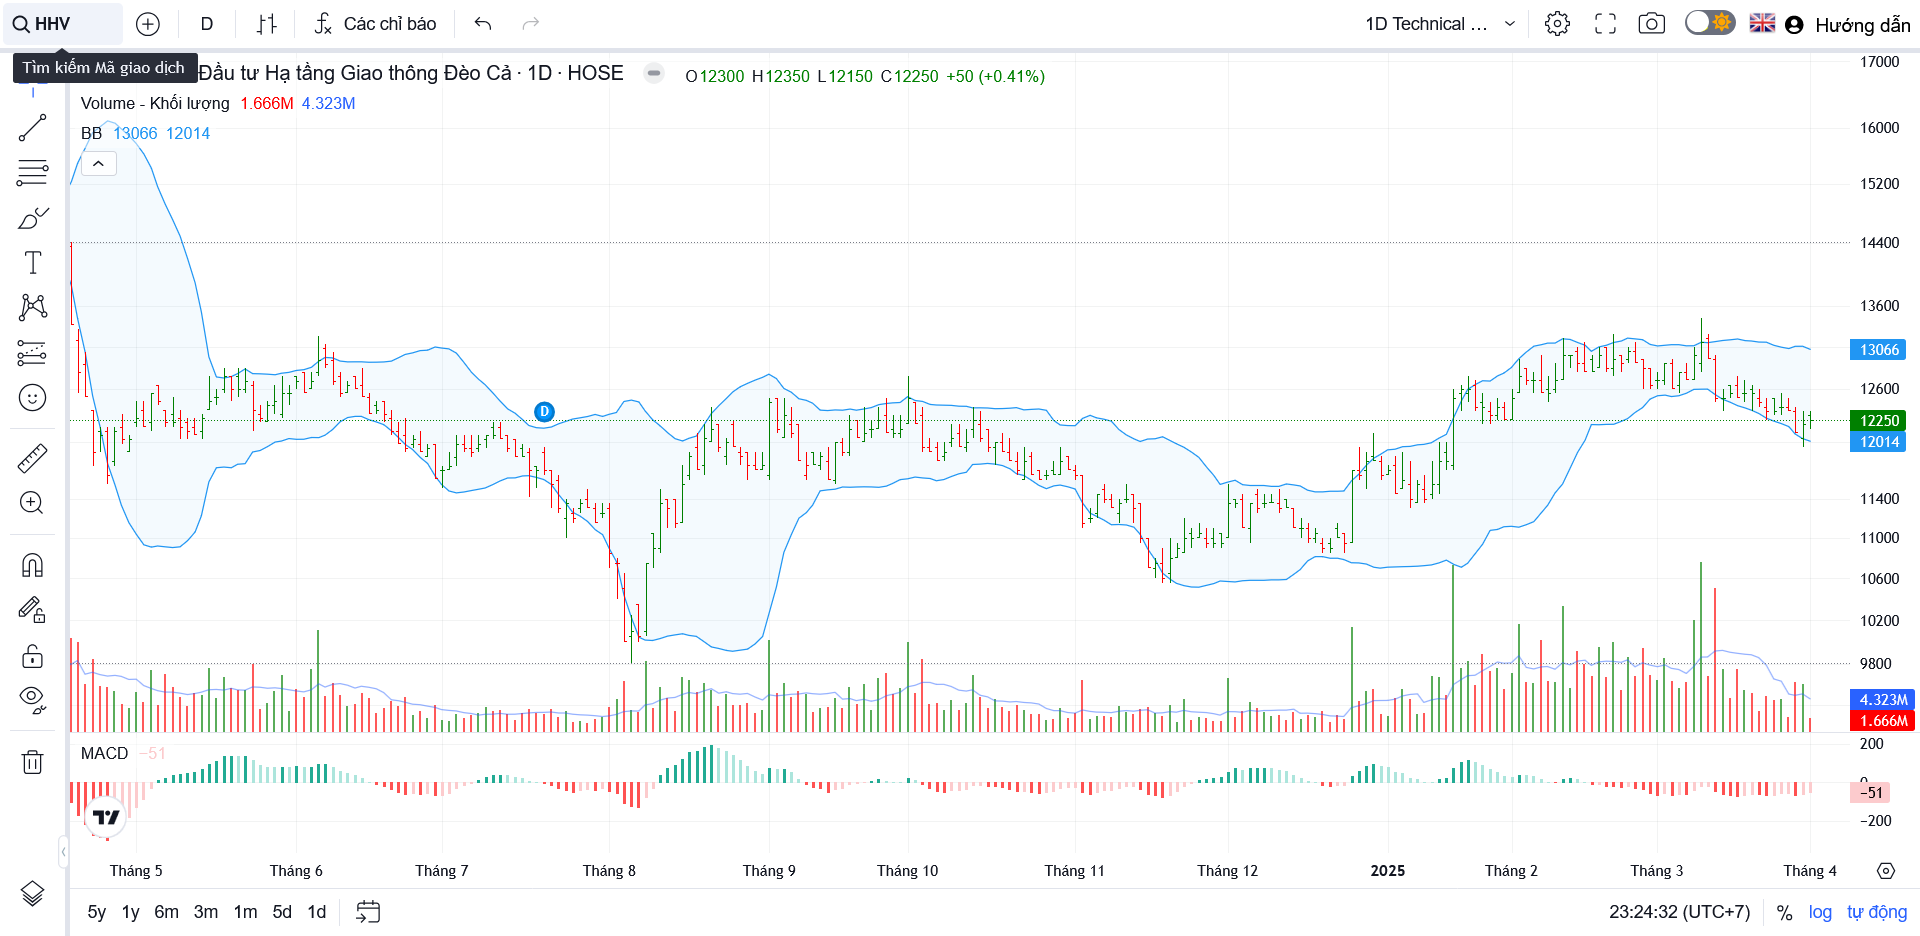 HHV
D
Các chỉ báo
1D Technical ...
Hướng dẫn
Tìm kiếm Mã giao dịch
Đầu tư Hạ tầng Giao thông Đèo Cả · 1D · HOSE
O12300 H12350 L12150 C12250 +50 (+0.41%)
Volume - Khối lượng 1.666M 4.323M
BB 13066 12014
T
D
17000
16000
15200
14400
13600
13066
12600
12250
12014
11400
11000
10600
10200
9800
4.323M
1.666M
MACD −51
200
0
−51
−200
Tháng 5
Tháng 6
Tháng 7
Tháng 8
Tháng 9
Tháng 10
Tháng 11
Tháng 12
2025
Tháng 2
Tháng 3
Tháng 4
5y 1y 6m 3m 1m 5d 1d
23:24:32 (UTC+7)
% log tự động